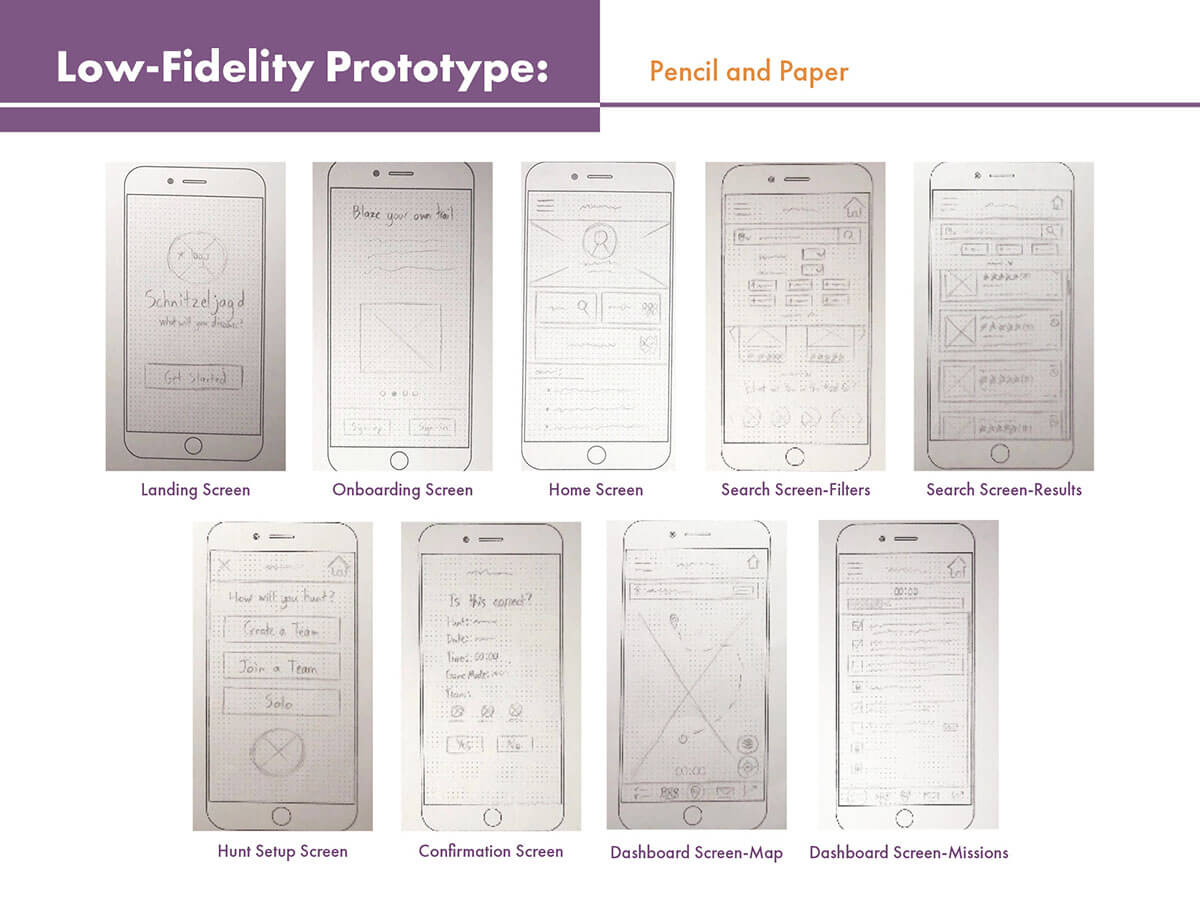 Low-Fidelity Prototype:
Pencil and Paper
logo
Schnitzeljagd
what will you discover?
Get Started
Blaze your own trail
Sign-up
Sign-in
Landing Screen
Onboarding Screen
Home Screen
Search Screen-Filters
Search Screen-Results
How will you hunt?
Create a Team
Join a Team
Solo
Is this correct?
Hunt:
Date:
Time: 00:00
Game Mode:
Team:
Yes
No
00:00
00:00
Hunt Setup Screen
Confirmation Screen
Dashboard Screen-Map
Dashboard Screen-Missions